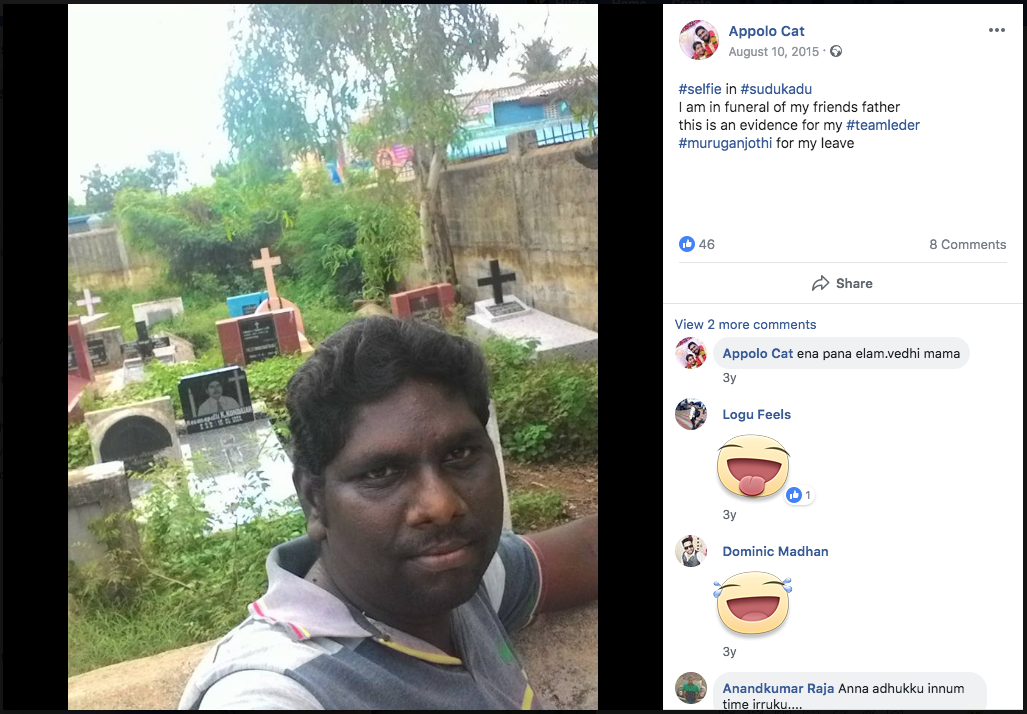 Appolo Cat
August 10, 2015 ·
#selfie in #sudukadu
I am in funeral of my friends father
this is an evidence for my #teamleder
#muruganjothi for my leave
46
8 Comments
Share
View 2 more comments
Appolo Cat ena pana elam.vedhi mama
3y
Logu Feels
1
3y
Dominic Madhan
3y
Anandkumar Raja Anna adhukku innum
time irruku....